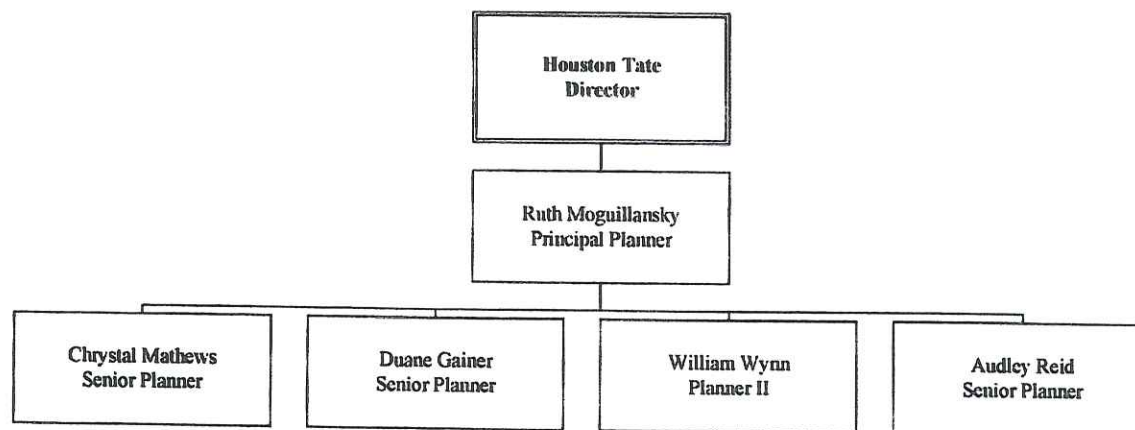 Houston Tate
Director
Ruth Moguillansky
Principal Planner
Chrystal Mathews
Senior Planner
Duane Gainer
Senior Planner
William Wynn
Planner II
Audley Reid
Senior Planner